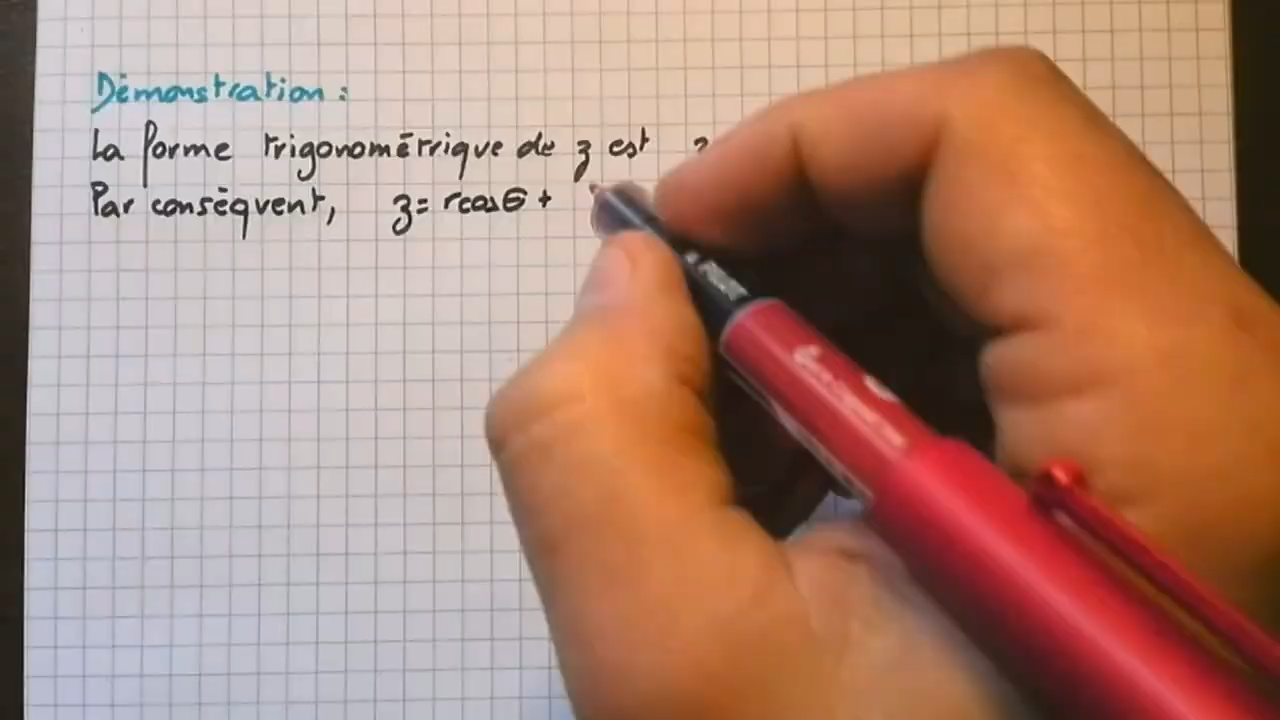 Démonstration :
La forme trigonométrique de z est
Par conséquent, z = rcosθ +